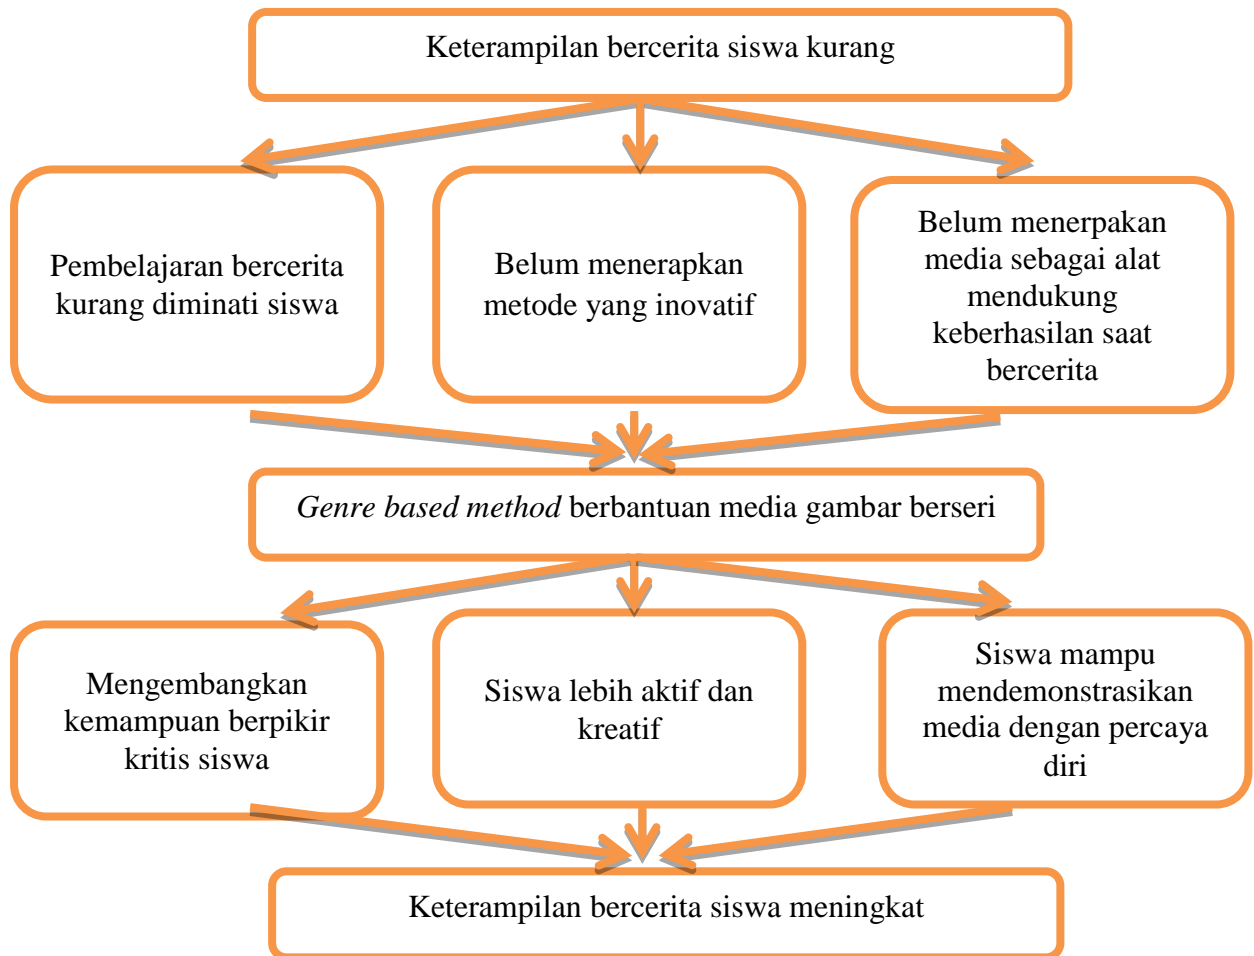 Keterampilan bercerita siswa kurang
Pembelajaran bercerita
kurang diminati siswa
Belum menerapkan
metode yang inovatif
Belum menerpakan
media sebagai alat
mendukung
keberhasilan saat
bercerita
Genre based method berbantuan media gambar berseri
Mengembangkan
kemampuan berpikir
kritis siswa
Siswa lebih aktif dan
kreatif
Siswa mampu
mendemonstrasikan
media dengan percaya
diri
Keterampilan bercerita siswa meningkat